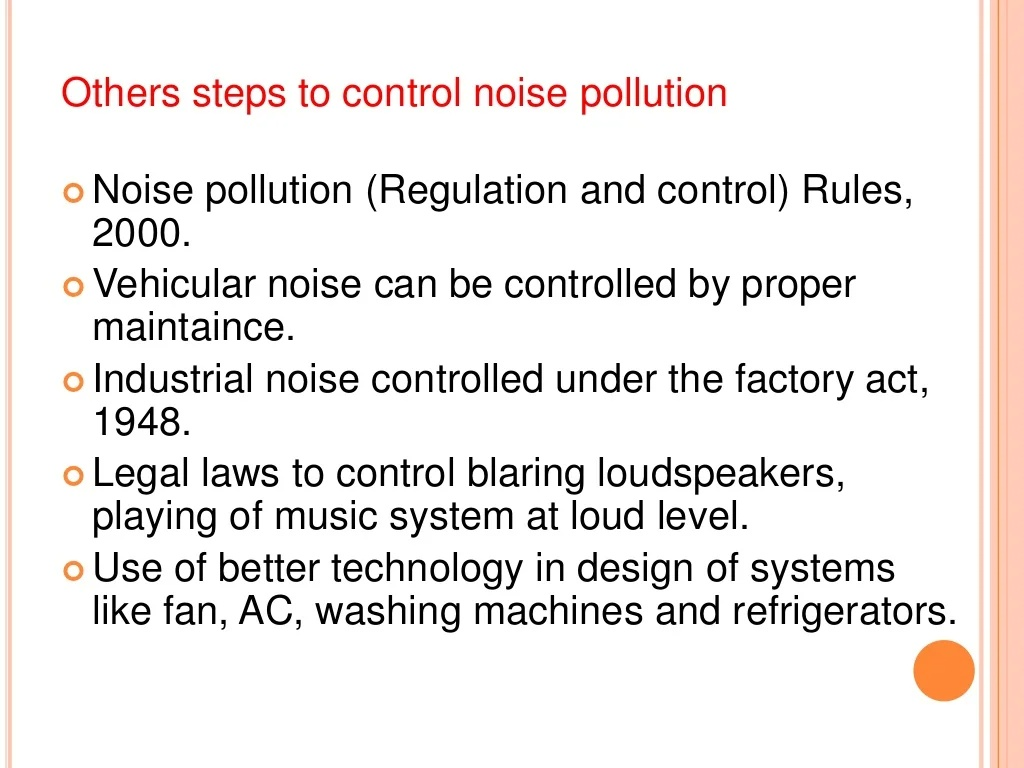 Others steps to control noise pollution
Noise pollution (Regulation and control) Rules,
2000.
Vehicular noise can be controlled by proper
maintaince.
Industrial noise controlled under the factory act,
1948.
Legal laws to control blaring loudspeakers,
playing of music system at loud level.
Use of better technology in design of systems
like fan, AC, washing machines and refrigerators.